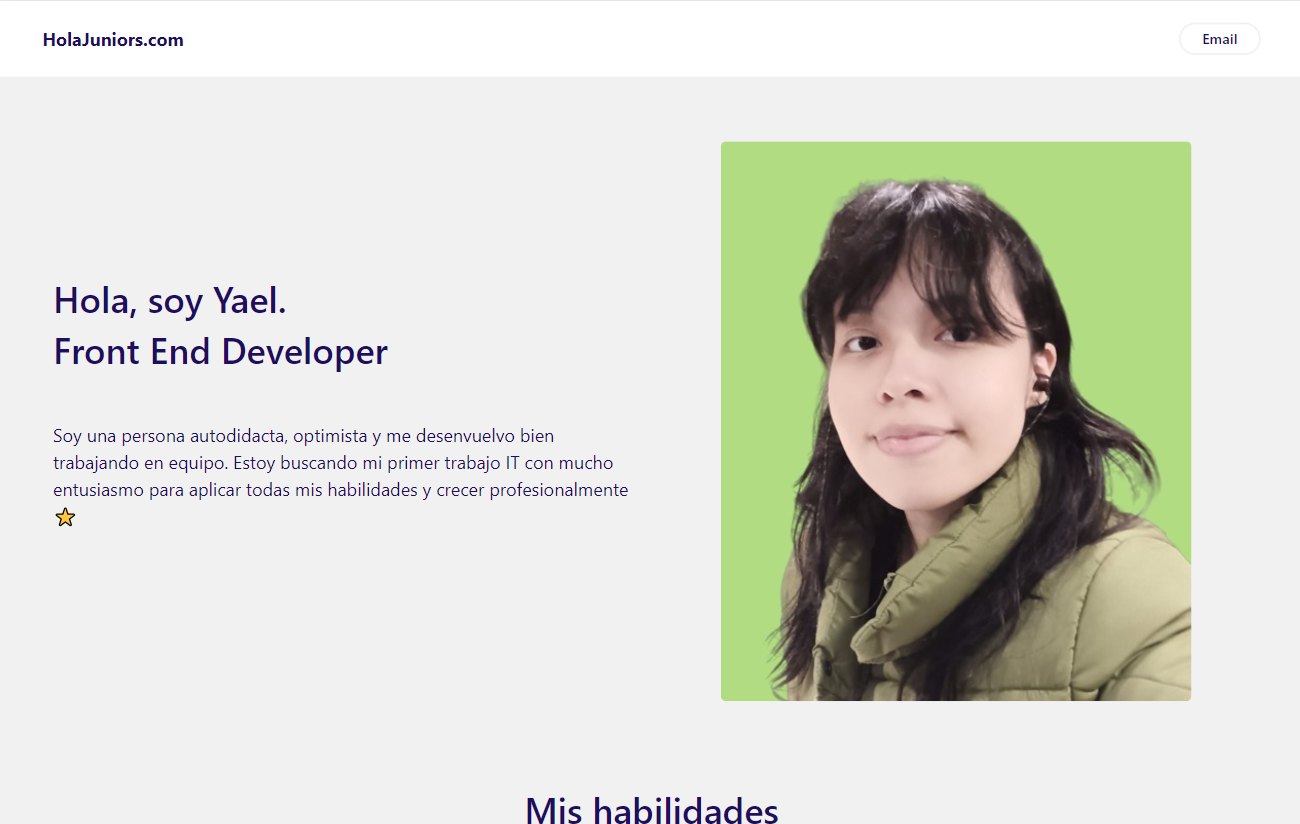 HolaJuniors.com
Email
Hola, soy Yael.
Front End Developer
Soy una persona autodidacta, optimista y me desenvuelvo bien
trabajando en equipo. Estoy buscando mi primer trabajo IT con mucho
entusiasmo para aplicar todas mis habilidades y crecer profesionalmente
⭐
Mis habilidades